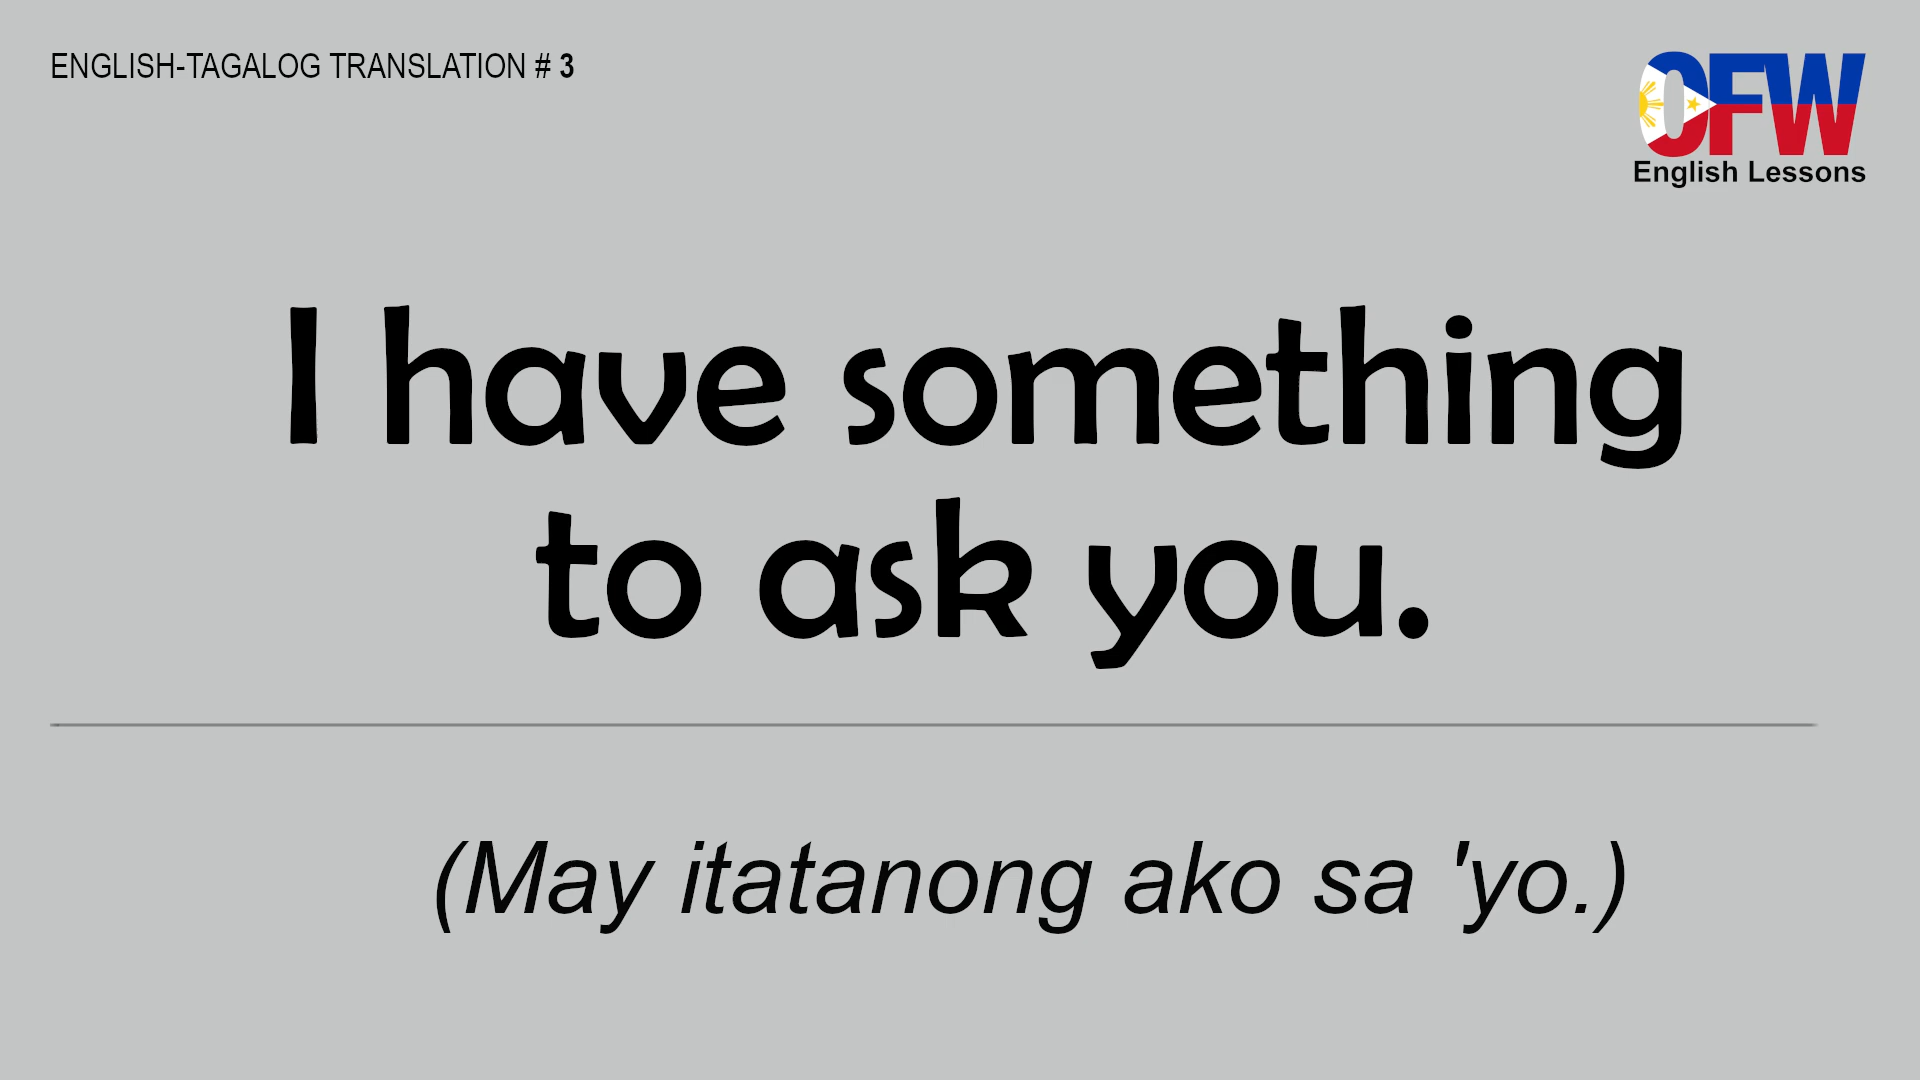 ENGLISH-TAGALOG TRANSLATION # 3
OFW
English Lessons
I have something
to ask you.
(May itatanong ako sa 'yo.)